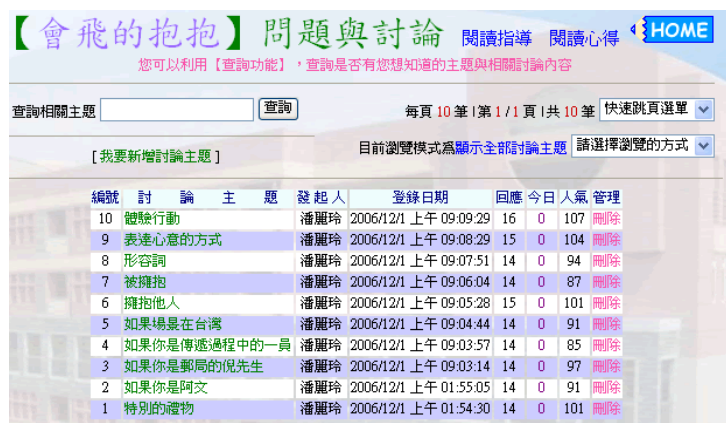 【會飛的抱抱】 問題與討論 閱讀指導 閱讀心得 HOME
您可以利用【查詢功能】，查詢是否有您想知道的主題與相關討論內容
查詢相關主題 查詢 每頁 10 筆 | 第 1 / 1 頁 | 共 10 筆 快速跳頁選單
[ 我要新增討論主題 ] 目前瀏覽模式為顯示全部討論主題 請選擇瀏覽的方式
編號 討論主題 發起人 登錄日期 回應 今日 人氣 管理
10 體驗行動 潘麗玲 2006/12/1 上午 09:09:29 16 0 107 刪除
9 表達心意的方式 潘麗玲 2006/12/1 上午 09:08:29 15 0 104 刪除
8 形容詞 潘麗玲 2006/12/1 上午 09:07:51 14 0 94 刪除
7 被擁抱 潘麗玲 2006/12/1 上午 09:06:04 14 0 87 刪除
6 擁抱他人 潘麗玲 2006/12/1 上午 09:05:28 15 0 101 刪除
5 如果場景在台灣 潘麗玲 2006/12/1 上午 09:04:44 14 0 91 刪除
4 如果你是傳遞過程中的一員 潘麗玲 2006/12/1 上午 09:03:57 14 0 85 刪除
3 如果你是郵局的倪先生 潘麗玲 2006/12/1 上午 09:03:14 14 0 97 刪除
2 如果你是阿文 潘麗玲 2006/12/1 上午 01:55:05 14 0 91 刪除
1 特別的禮物 潘麗玲 2006/12/1 上午 01:54:30 14 0 101 刪除